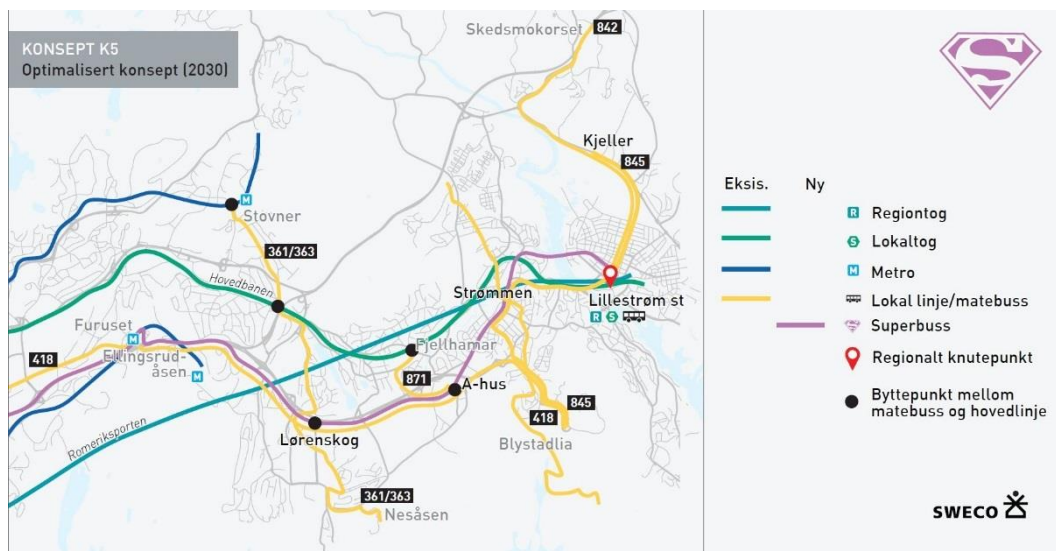 KONSEPT K5
Optimalisert konsept (2030)
Skedsmokorset
842
Kjeller
845
M
Stovner
361/363
Hovedbanen
Strømmen
Lillestrøm st
R S
Furuset
M
Ellingsrud-
åsen
418
M
Fjellhamar
871
A-hus
Romeriksporten
Lørenskog
845
418
Blystadlia
361/363
Nesåsen
S
Eksis. Ny
R Regiontog
S Lokaltog
M Metro
Lokal linje/matebuss
S Superbuss
Regionalt knutepunkt
Byttepunkt mellom
matebuss og hovedlinje
SWECO